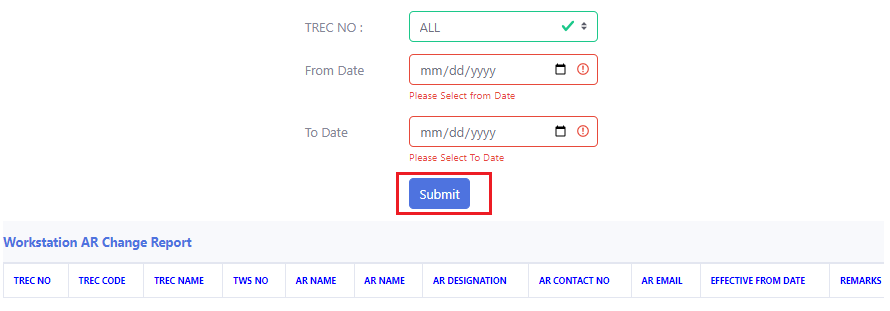 TREC NO : ALL
From Date mm/dd/yyyy
Please Select from Date
To Date mm/dd/yyyy
Please Select To Date
Submit
Workstation AR Change Report
TREC NO TREC CODE TREC NAME TWS NO AR NAME AR NAME AR DESIGNATION AR CONTACT NO AR EMAIL EFFECTIVE FROM DATE REMARKS